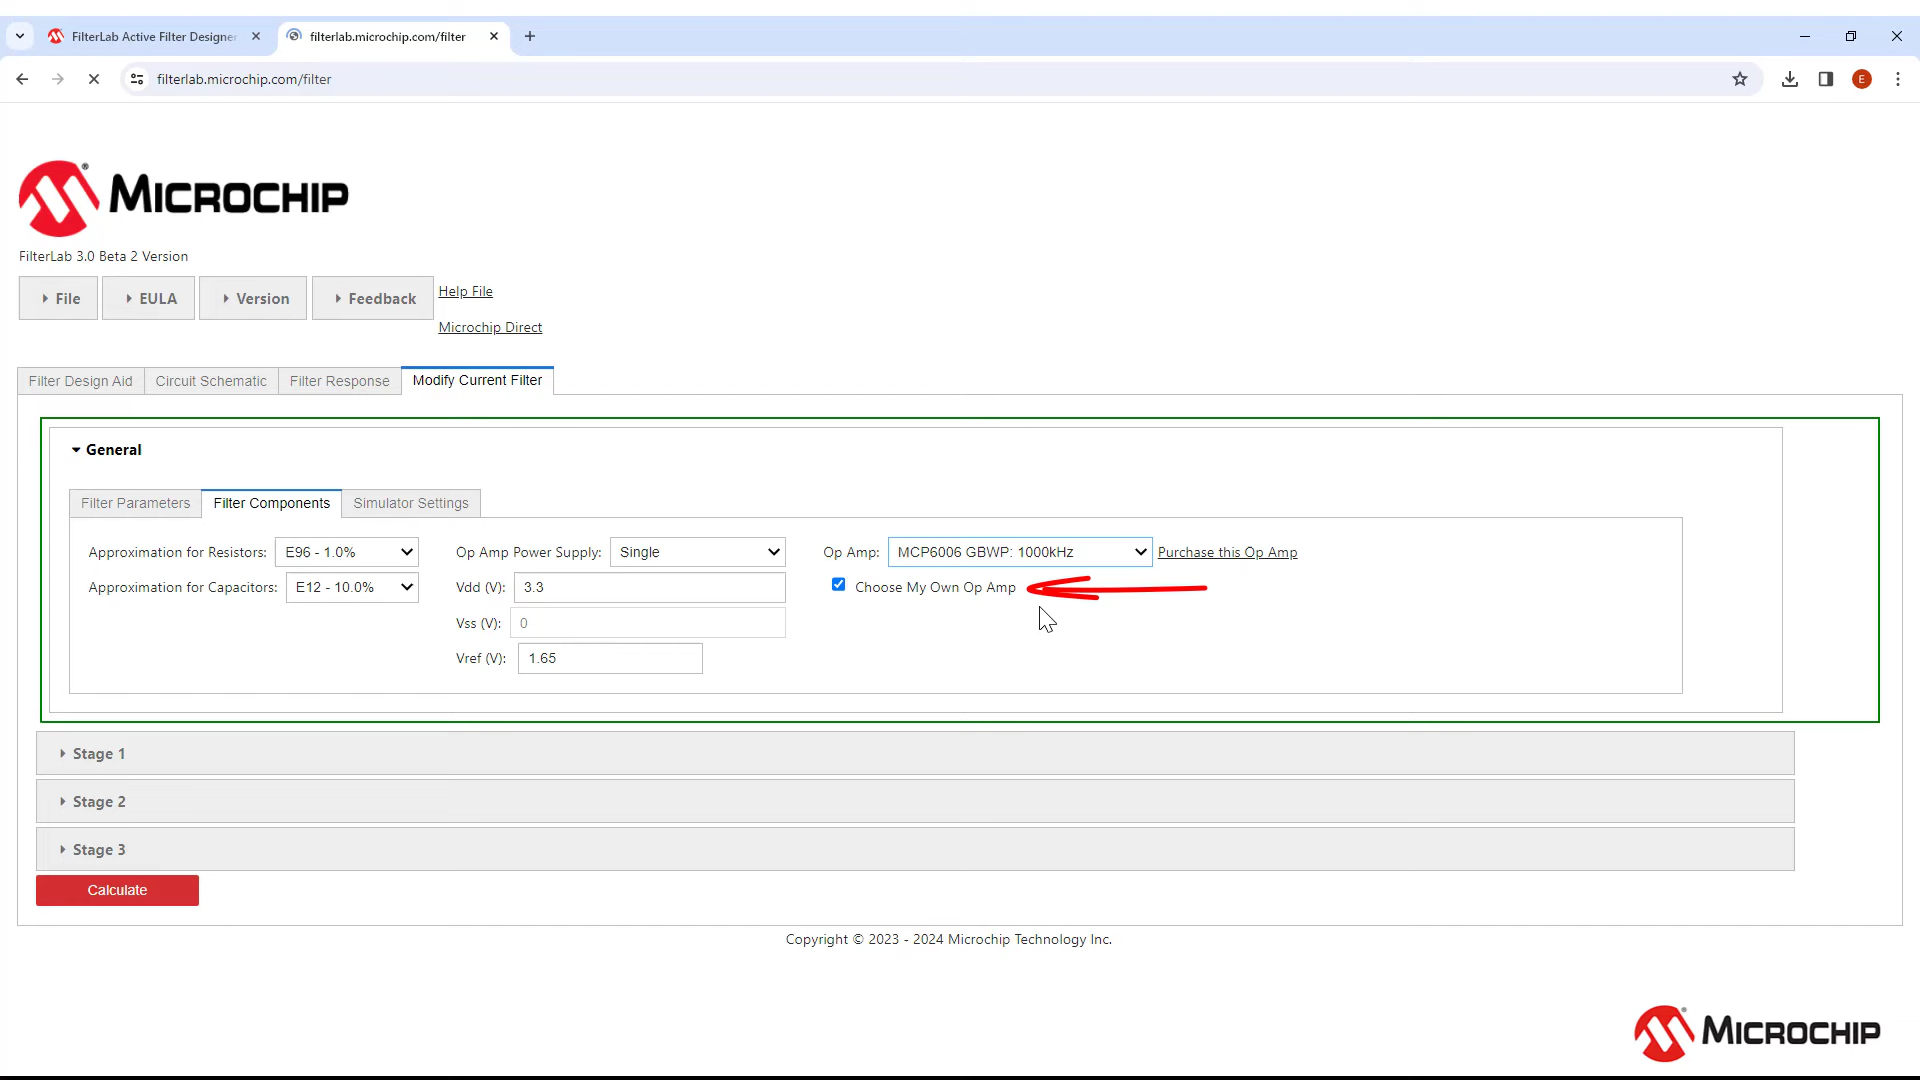 FilterLab Active Filter Designer
filterlab.microchip.com/filter
filterlab.microchip.com/filter
E
MICROCHIP
FilterLab 3.0 Beta 2 Version
File EULA Version Feedback Help File
Microchip Direct
Filter Design Aid Circuit Schematic Filter Response Modify Current Filter
General
Filter Parameters Filter Components Simulator Settings
Approximation for Resistors: E96 - 1.0% Op Amp Power Supply: Single Op Amp: MCP6006 GBWP: 1000kHz Purchase this Op Amp
Approximation for Capacitors: E12 - 10.0% Vdd (V): 3.3 Choose My Own Op Amp
Vss (V): 0
Vref (V): 1.65
Stage 1
Stage 2
Stage 3
Calculate
Copyright © 2023 - 2024 Microchip Technology Inc.
MICROCHIP